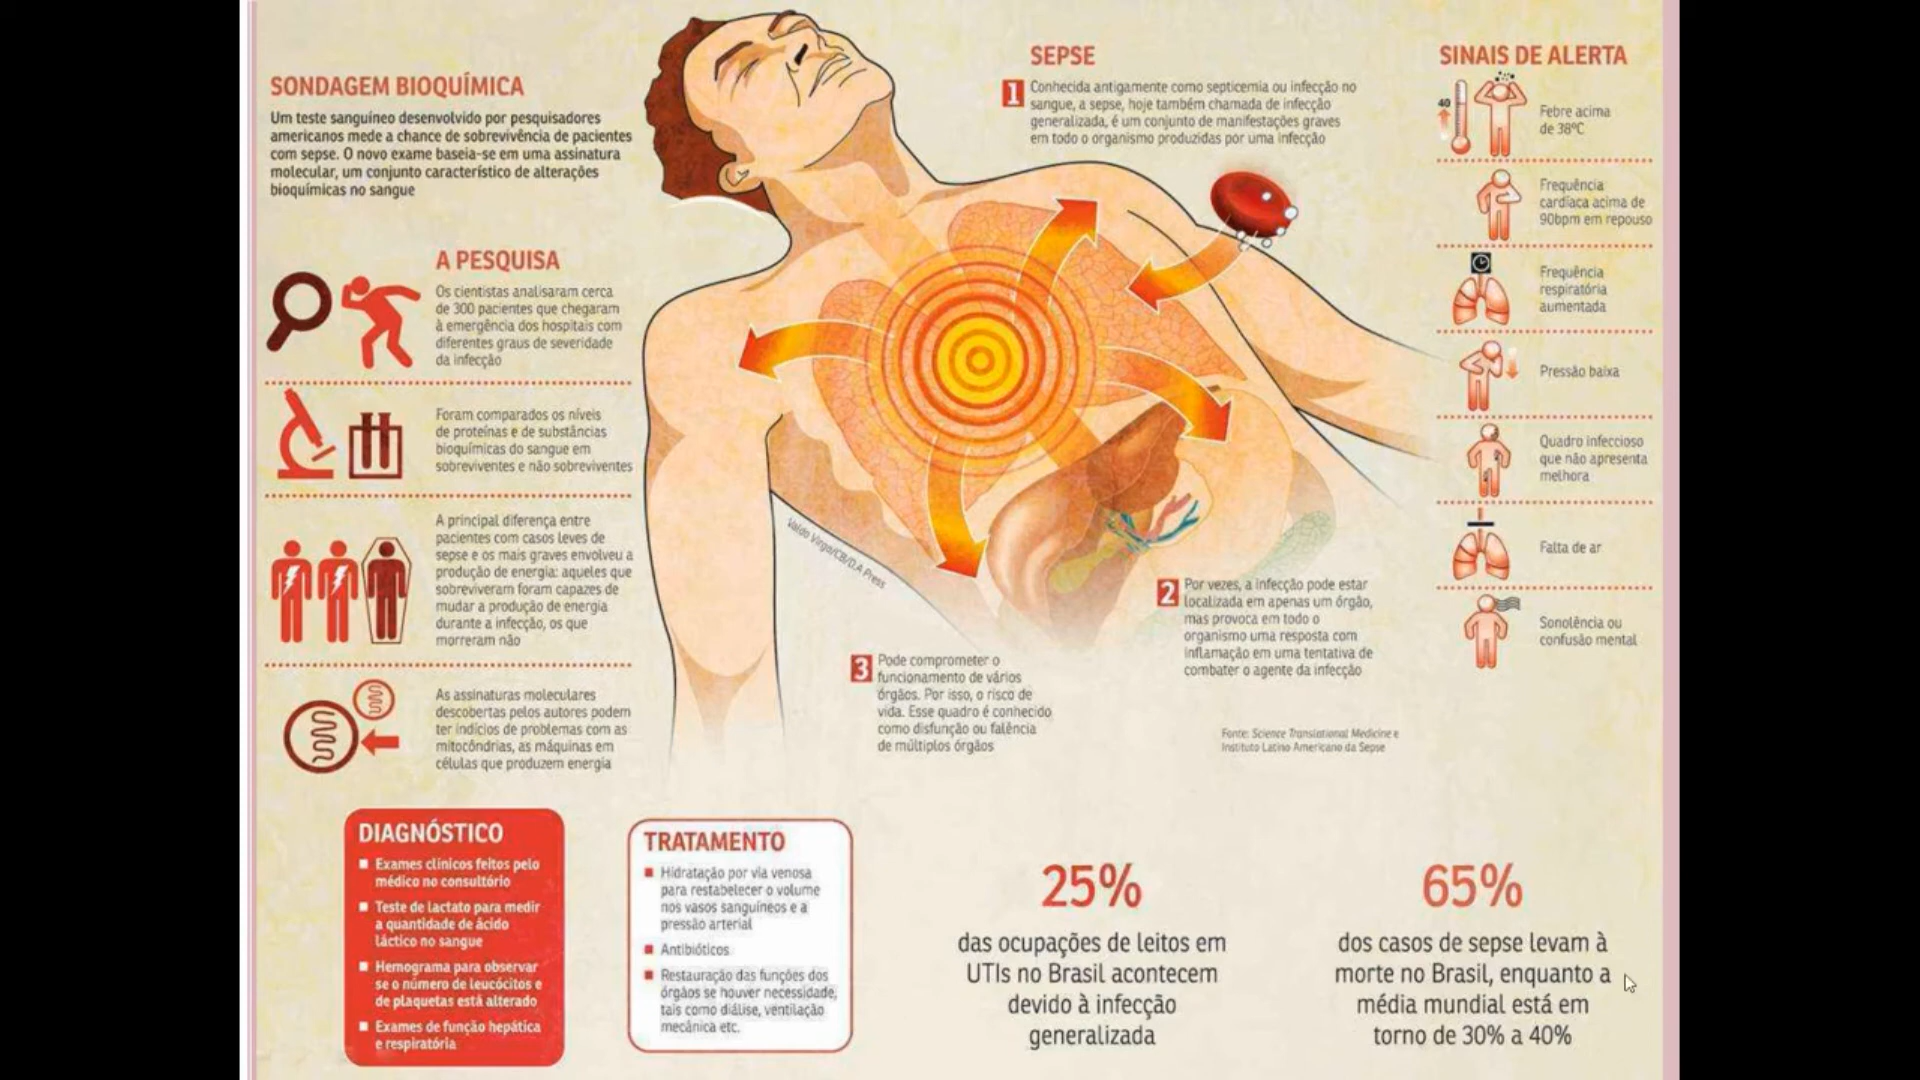 SONDAGEM BIOQUÍMICA
Um teste sanguíneo desenvolvido por pesquisadores
americanos mede a chance de sobrevivência de pacientes
com sepse. O novo exame baseia-se em uma assinatura
molecular, um conjunto característico de alterações
bioquímicas no sangue
A PESQUISA
Os cientistas analisaram cerca
de 300 pacientes que chegaram
à emergência dos hospitais com
diferentes graus de severidade
da infecção
Foram comparados os níveis
de proteínas e de substâncias
bioquímicas do sangue em
sobreviventes e não sobreviventes
A principal diferença entre
pacientes com casos leves de
sepse e os mais graves envolveu a
produção de energia: aqueles que
sobreviveram foram capazes de
mudar a produção de energia
durante a infecção, os que
morreram não
As assinaturas moleculares
descobertas pelos autores podem
ter indícios de problemas com as
mitocôndrias, as máquinas em
células que produzem energia
SEPSE
1 Conhecida antigamente como septicemia ou infecção no
sangue, a sepse, hoje também chamada de infecção
generalizada, é um conjunto de manifestações graves
em todo o organismo produzidas por uma infecção
2 Por vezes, a infecção pode estar
localizada em apenas um órgão,
mas provoca em todo o
organismo uma resposta com
inflamação em uma tentativa de
combater o agente da infecção
3 Pode comprometer o
funcionamento de vários
órgãos. Por isso, o risco de
vida. Esse quadro é conhecido
como disfunção ou falência
de múltiplos órgãos
Valdo Virgo/CB/D.A Press
Fonte: Science Translational Medicine e
Instituto Latino Americano da Sepse
SINAIS DE ALERTA
40
Febre acima
de 38ºC
Frequência
cardíaca acima de
90bpm em repouso
Frequência
respiratória
aumentada
Pressão baixa
Quadro infeccioso
que não apresenta
melhora
Falta de ar
Sonolência ou
confusão mental
DIAGNÓSTICO
Exames clínicos feitos pelo
médico no consultório
Teste de lactato para medir
a quantidade de ácido
láctico no sangue
Hemograma para observar
se o número de leucócitos e
de plaquetas está alterado
Exames de função hepática
e respiratória
TRATAMENTO
Hidratação por via venosa
para restabelecer o volume
nos vasos sanguíneos e a
pressão arterial
Antibióticos
Restauração das funções dos
órgãos se houver necessidade,
tais como diálise, ventilação
mecânica etc.
25%
das ocupações de leitos em
UTIs no Brasil acontecem
devido à infecção
generalizada
65%
dos casos de sepse levam à
morte no Brasil, enquanto a
média mundial está em
torno de 30% a 40%